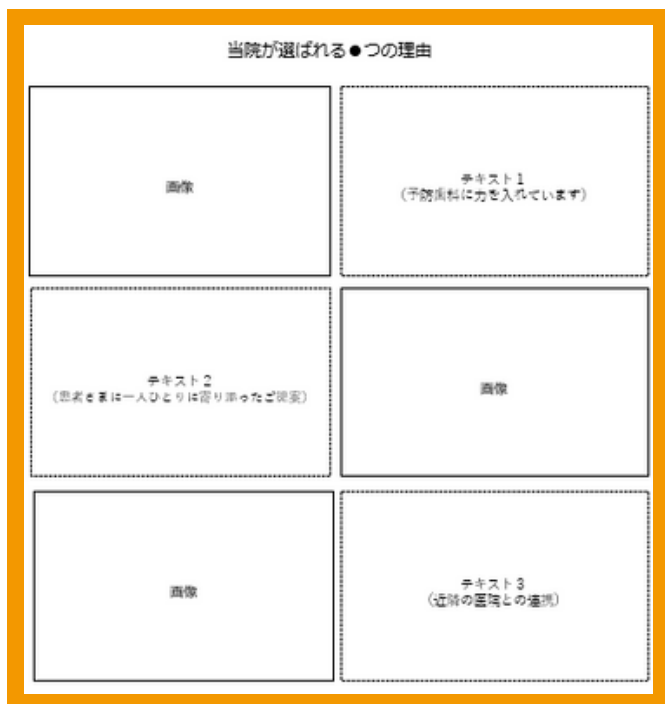 当院が選ばれる●つの理由
画像
テキスト1
（予防歯科に力を入れています）
テキスト2
（患者さまに一人ひとりに寄り添ったご提案）
画像
画像
テキスト3
（近隣の医院との連携）